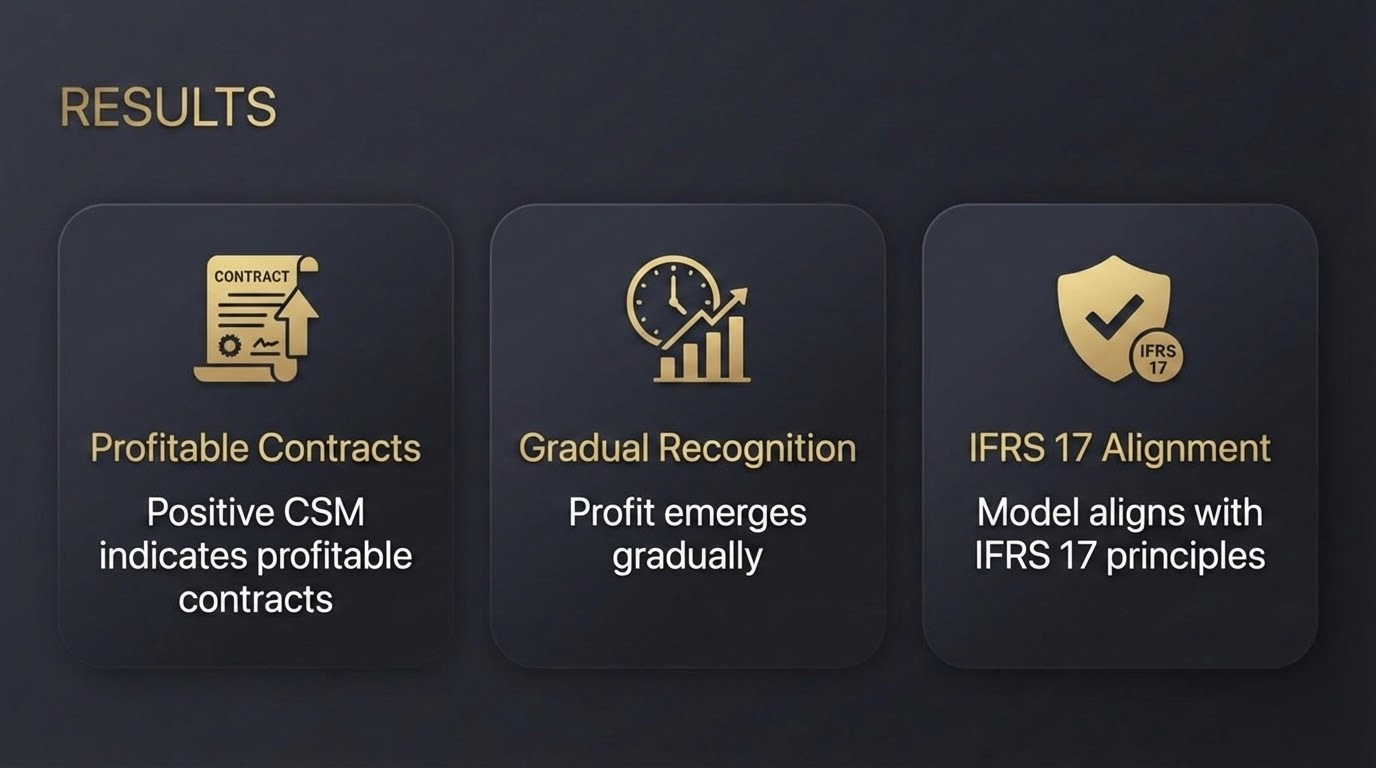 RESULTS
CONTRACT
Profitable Contracts
Positive CSM
indicates profitable
contracts
Gradual Recognition
Profit emerges
gradually
IFRS
17
IFRS 17 Alignment
Model aligns with
IFRS 17 principles